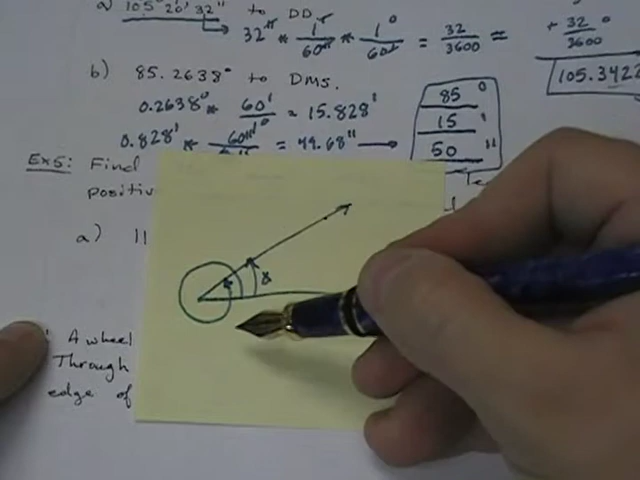 a) 105° 20' 32" to DD
32" * 1'/60" * 1°/60' = 32/3600 ≈
+ 32/3600 °
105.3422
b) 85.2638° to DMS.
0.2638° * 60'/1° = 15.828'
0.828' * 60"/ = 49.68" →
85 °
15 '
50 "
Ex5: Find
positiv
a) 11
α
A wheel
Through
edge of